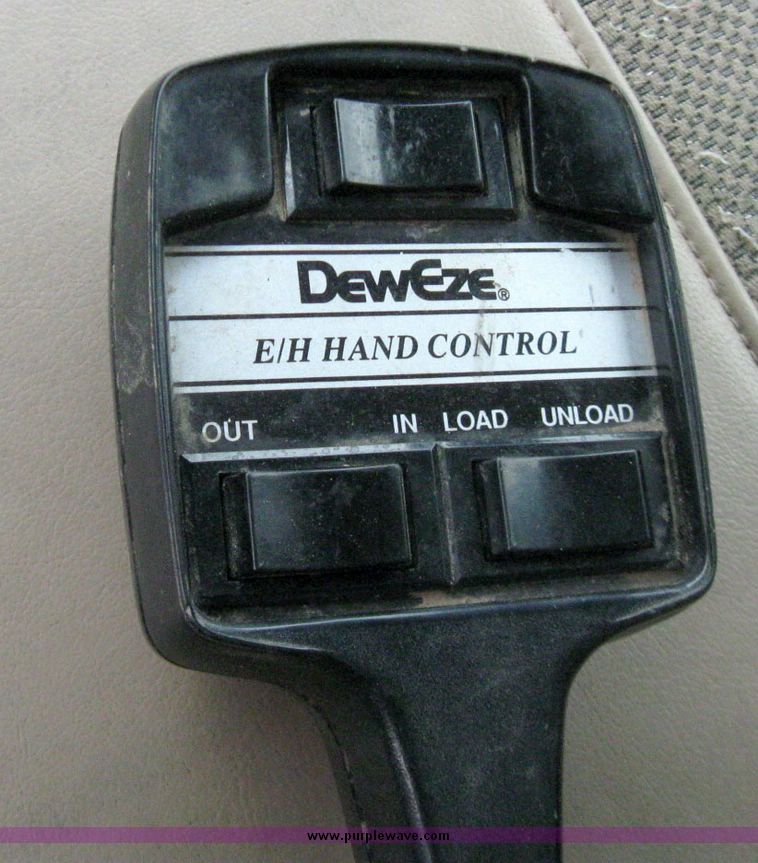 DEWEZE®
E/H HAND CONTROL
OUT IN LOAD UNLOAD
www.purplewave.com